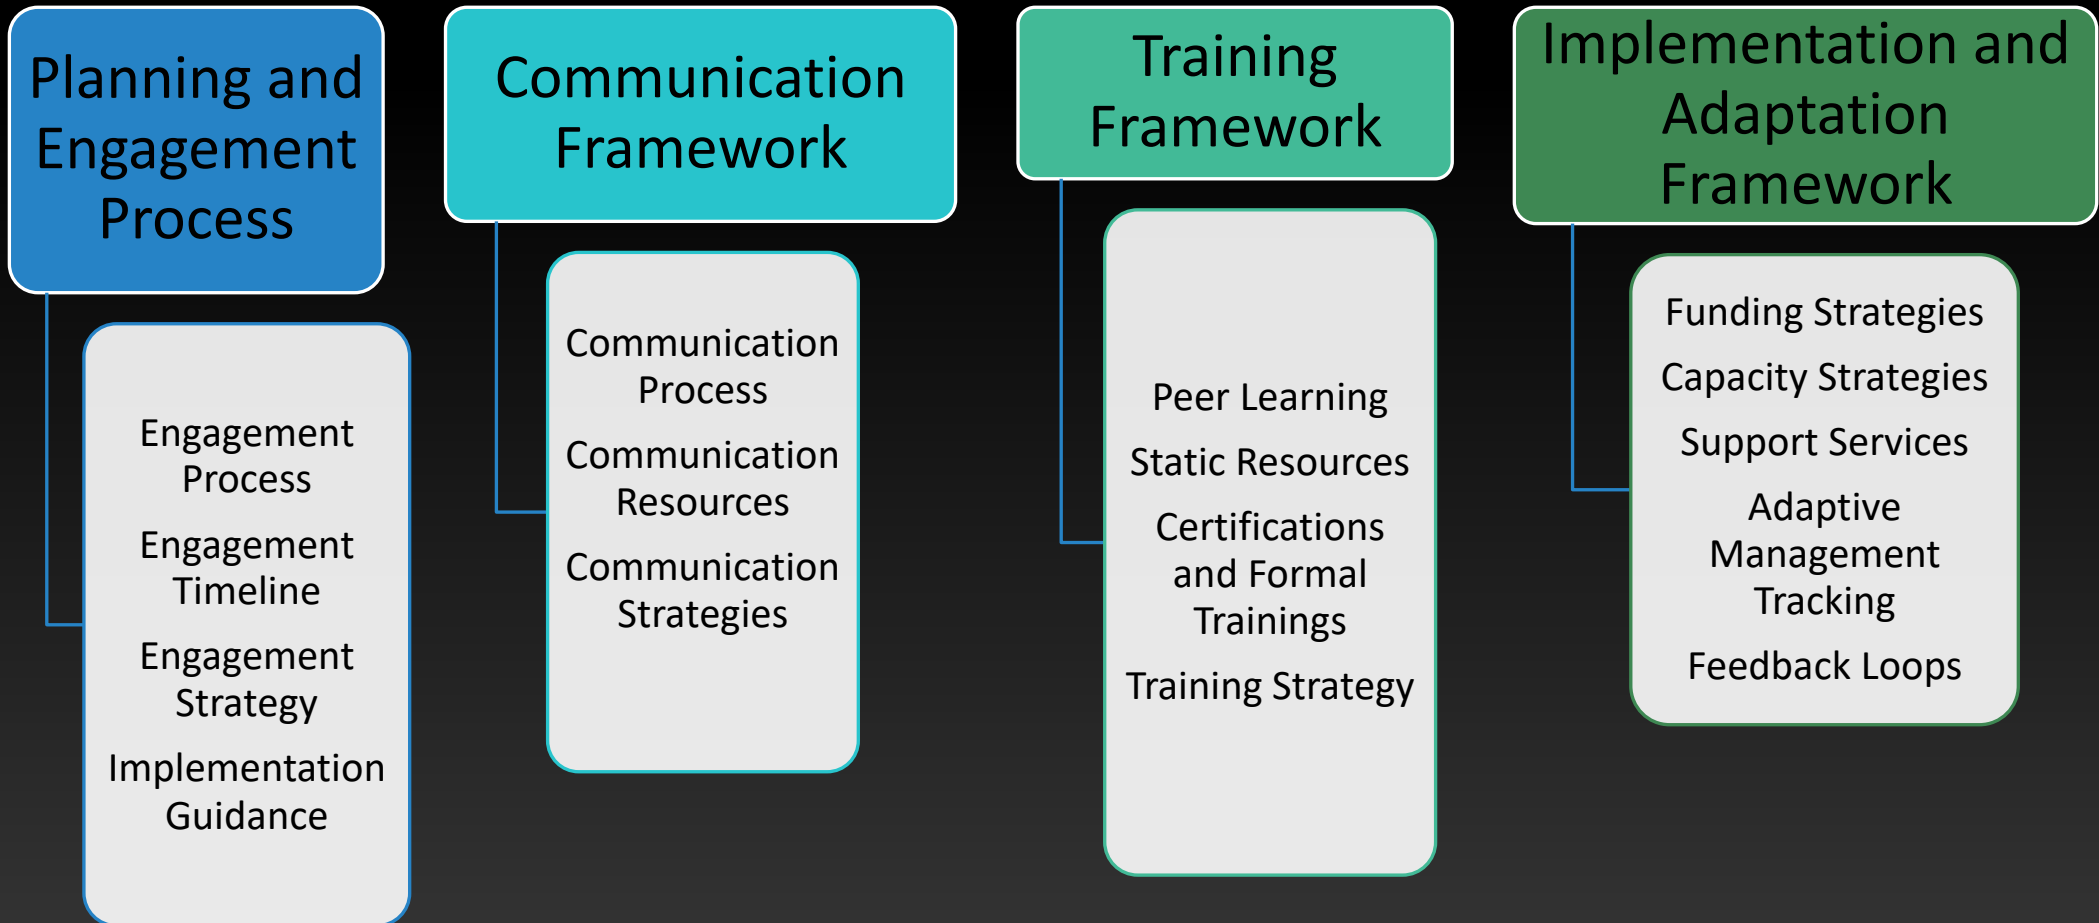 Planning and
Engagement
Process
Engagement
Process
Engagement
Timeline
Engagement
Strategy
Implementation
Guidance
Communication
Framework
Communication
Process
Communication
Resources
Communication
Strategies
Training
Framework
Peer Learning
Static Resources
Certifications
and Formal
Trainings
Training Strategy
Implementation and
Adaptation
Framework
Funding Strategies
Capacity Strategies
Support Services
Adaptive
Management
Tracking
Feedback Loops